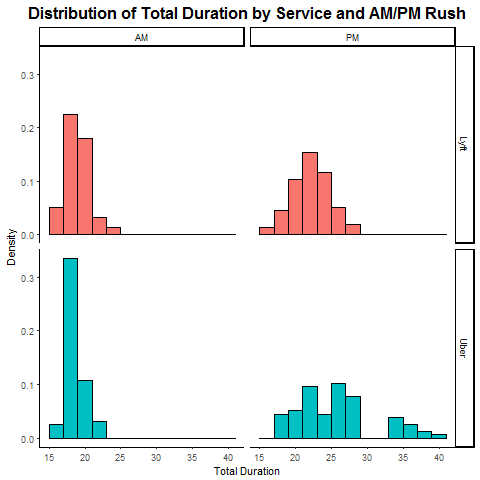 Distribution of Total Duration by Service and AM/PM Rush
AM
PM
0.3
0.2
0.1
0.0
Lyft
Density
0.3
0.2
0.1
0.0
Uber
15 20 25 30 35 40
15 20 25 30 35 40
Total Duration